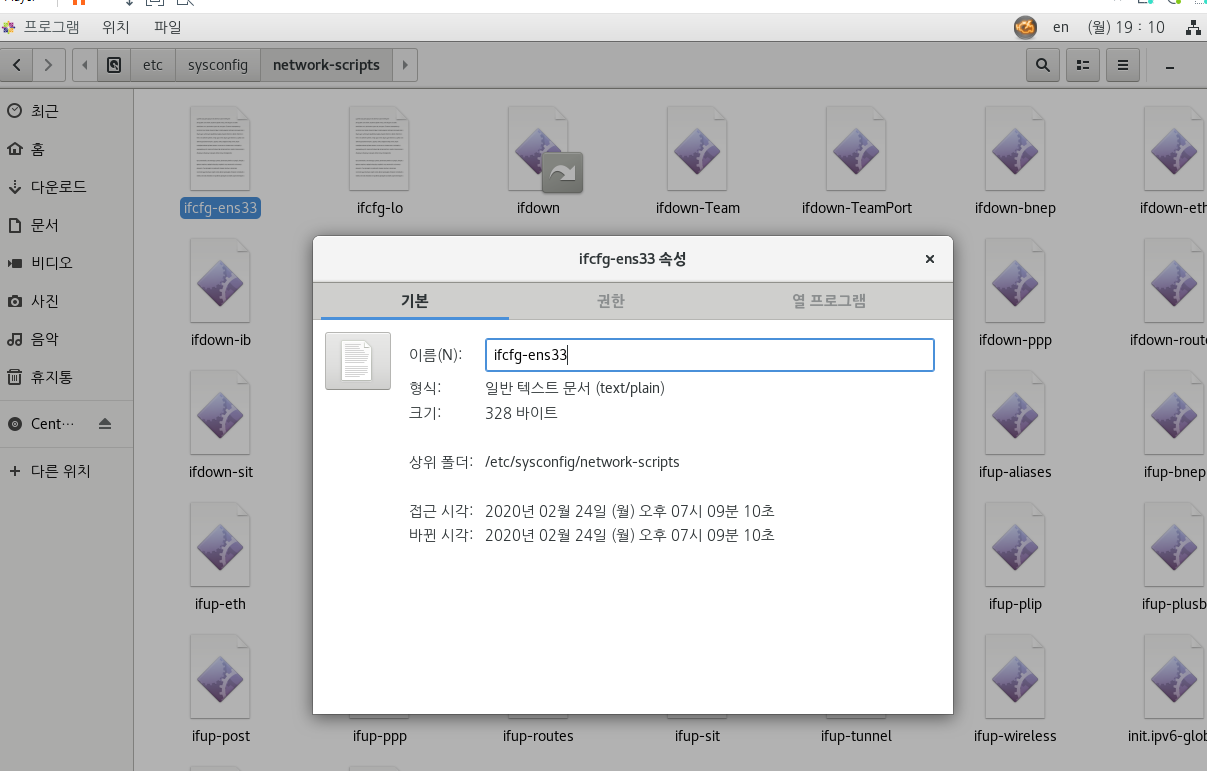 프로그램 위치 파일 en (월) 19 : 10
etc sysconfig network-scripts
최근
홈
다운로드
문서
비디오
사진
음악
휴지통
Cent…
다른 위치
ifcfg-ens33 ifcfg-lo ifdown ifdown-Team ifdown-TeamPort ifdown-bnep ifdown-eth
ifdown-ib ifdown-ppp ifdown-route
ifdown-sit ifup-aliases ifup-bnep
ifup-eth ifup-plip ifup-plusb
ifup-post ifup-ppp ifup-routes ifup-sit ifup-tunnel ifup-wireless init.ipv6-glob
ifcfg-ens33 속성
기본 권한 열 프로그램
이름(N): ifcfg-ens33
형식: 일반 텍스트 문서 (text/plain)
크기: 328 바이트
상위 폴더: /etc/sysconfig/network-scripts
접근 시각: 2020년 02월 24일 (월) 오후 07시 09분 10초
바뀐 시각: 2020년 02월 24일 (월) 오후 07시 09분 10초